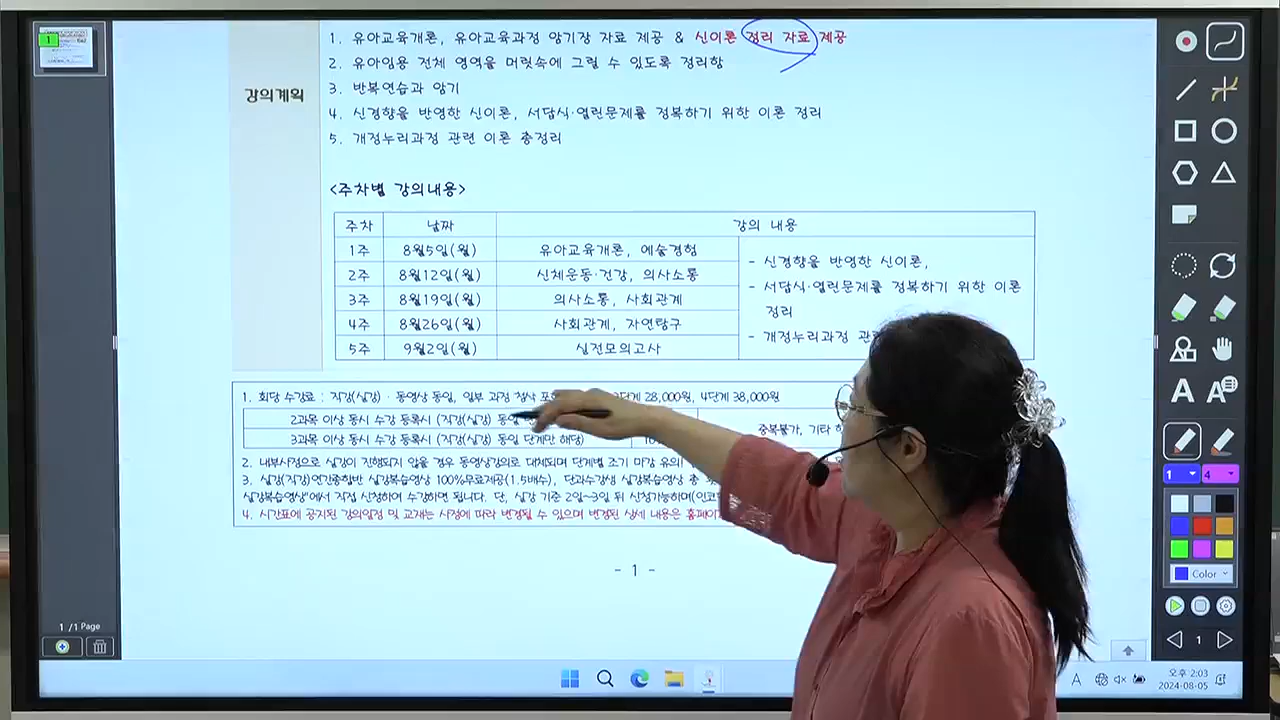 1
강의계획
1. 유아교육개론, 유아교육과정 암기장 자료 제공 & 신이론 정리 자료 제공
2. 유아임용 전체 영역을 머릿속에 그릴 수 있도록 정리함
3. 반복연습과 암기
4. 신경향을 반영한 신이론, 서답식·열린문제를 정복하기 위한 이론 정리
5. 개정누리과정 관련 이론 총정리
<주차별 강의내용>
주차 날짜 강의 내용
1주 8월5일(월) 유아교육개론, 예술경험
2주 8월12일(월) 신체운동·건강, 의사소통
3주 8월19일(월) 의사소통, 사회관계
4주 8월26일(월) 사회관계, 자연탐구
5주 9월2일(월) 실전모의고사
- 신경향을 반영한 신이론,
- 서답식·열린문제를 정복하기 위한 이론
정리
- 개정누리과정
1. 회당 수강료 : 직강(실강) · 동영상 동일, 일부 과정 첨삭 28,000원, 4단계 38,000원
2과목 이상 동시 수강 등록시 (직강(실강) 동일
3과목 이상 동시 수강 등록시 (직강(실강) 동일 단계만 해당)
중복불가, 기타
2. 내부사정으로 실강이 진행되지 않을 경우 동영상강의로 대체되며 단계별 조기 마감 유의!
3. 실강(직강)연간종합반 실강복습영상 100%무료제공(1.5배수), 단과수강생 실강복습영상 총
실강복습영상"에서 직접 신청하여 수강하면 됩니다. 단, 실강 기준 2일~3일 뒤 신청가능하며
4. 시간표에 공지된 강의일정 및 교재는 사정에 따라 변경될 수 있으며 변경된 상세 내용은
- 1 -
1 /1 Page
A A
1 4
Color
1
A
오후 2:03
2024-08-05